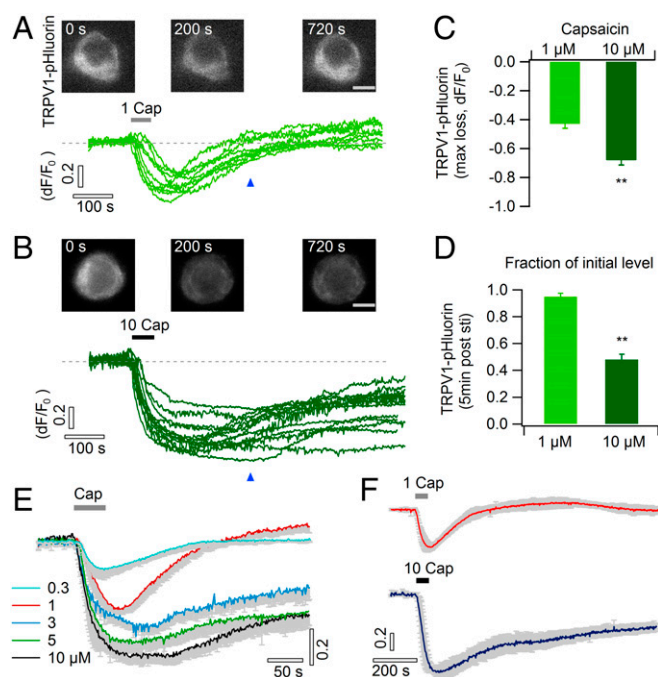 A
TRPV1-pHluorin
0 s
200 s
720 s
1 Cap
(dF/F0)
0.2
100 s
B
0 s
200 s
720 s
10 Cap
(dF/F0)
0.2
100 s
C
Capsaicin
1 µM
10 µM
TRPV1-pHluorin
(max loss, dF/F0)
0.0
-0.2
-0.4
-0.6
-0.8
-1.0
**
D
Fraction of initial level
TRPV1-pHluorin
(5min post sti)
1.0
0.8
0.6
0.4
0.2
0.0
**
1 µM
10 µM
E
Cap
0.3
1
3
5
10 µM
0.2
50 s
F
1 Cap
10 Cap
0.2
200 s